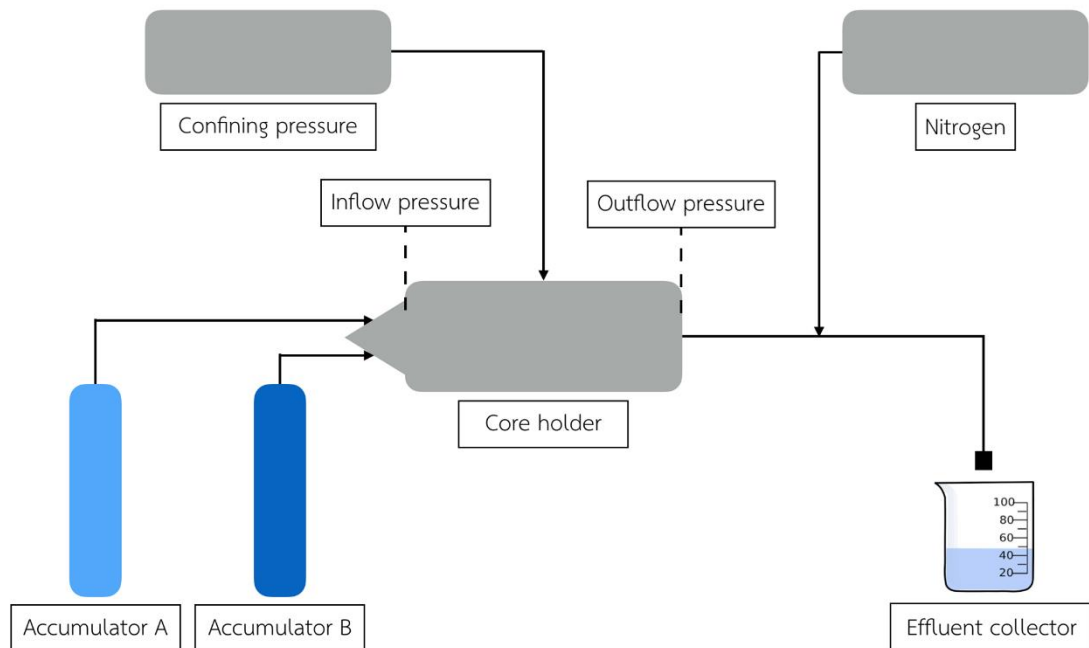 Confining pressure
Nitrogen
Inflow pressure
Outflow pressure
Core holder
100
80
60
40
20
Accumulator A
Accumulator B
Effluent collector